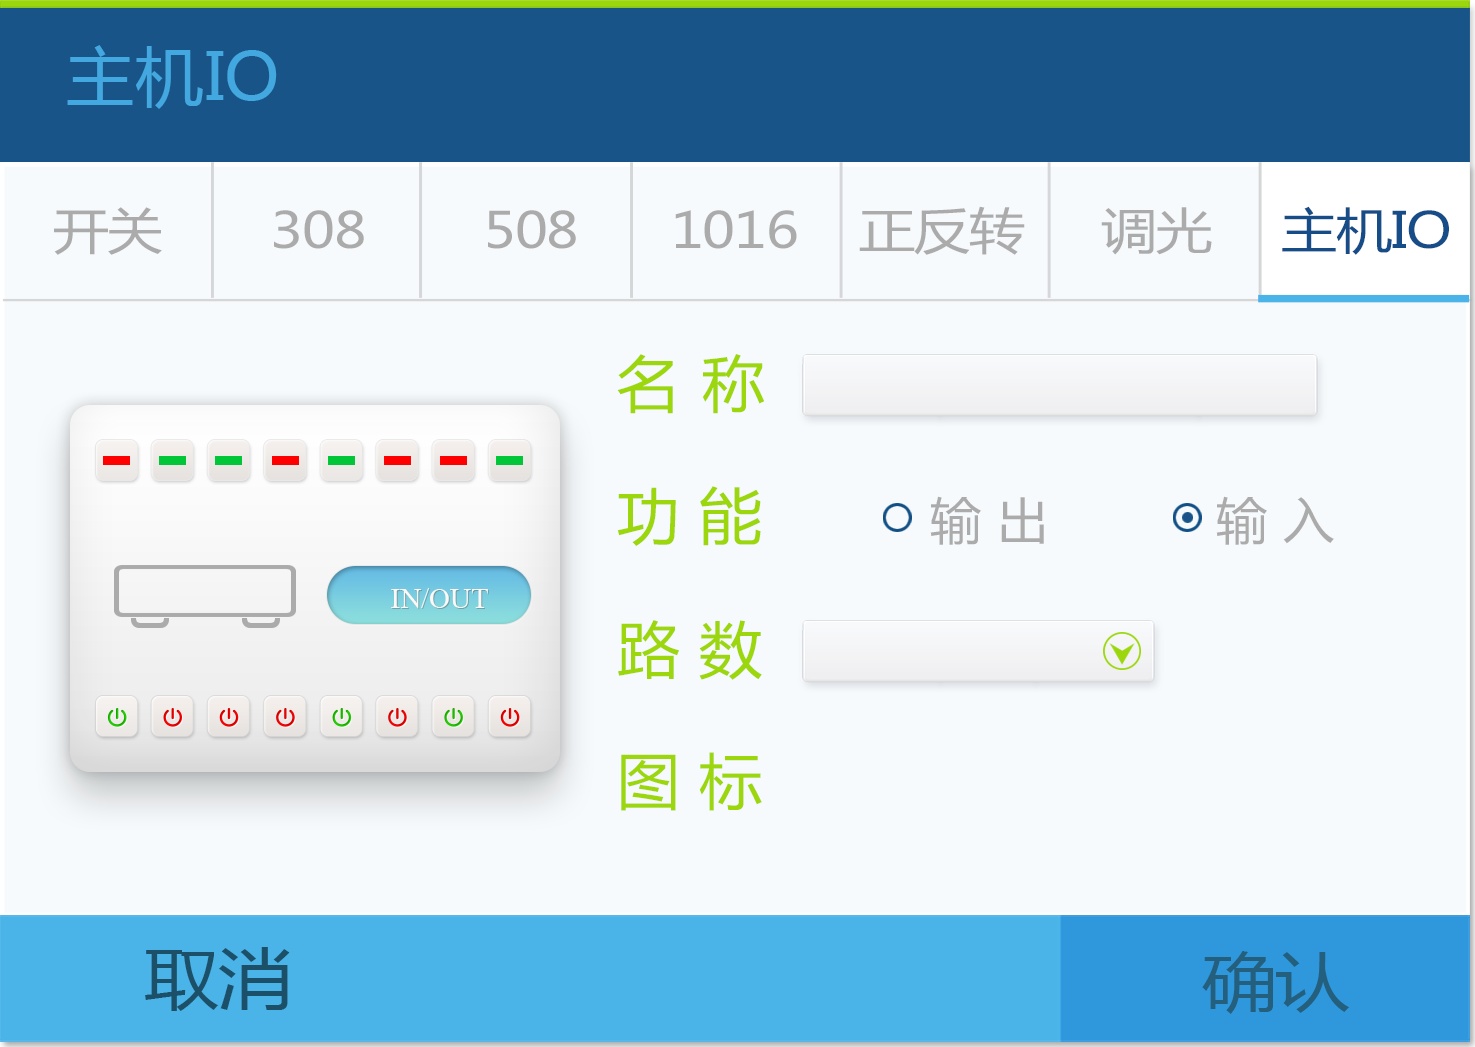 主机IO
开关 308 508 1016 正反转 调光 主机IO
名称
功能 输出 输入
IN/OUT
路数
图标
取消 确认